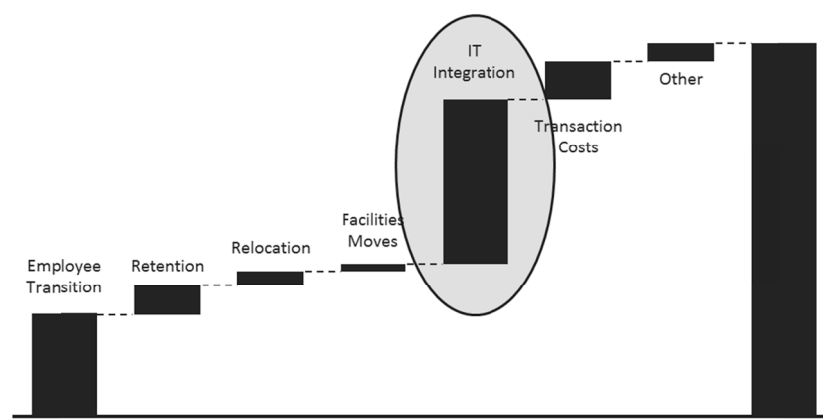 Employee
Transition
Retention
Relocation
Facilities
Moves
IT
Integration
Transaction
Costs
Other